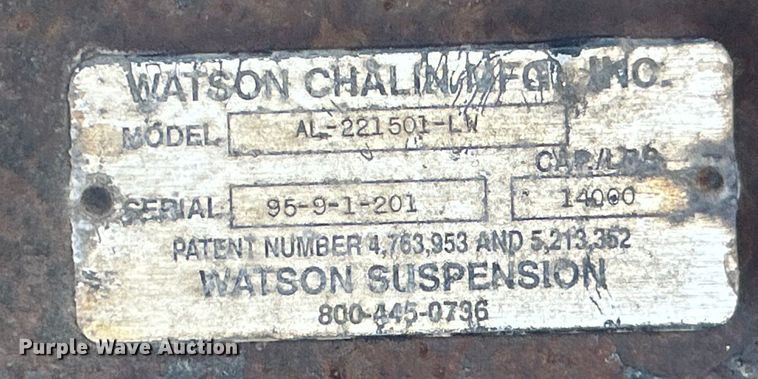 WATSON CHALIN MFG. INC.
MODEL AL-221501-LW
CAP./LBS
SERIAL 95-9-1-201 14000
PATENT NUMBER 4,763,953 AND 5,213,352
WATSON SUSPENSION
800-445-0736
Purple Wave Auction